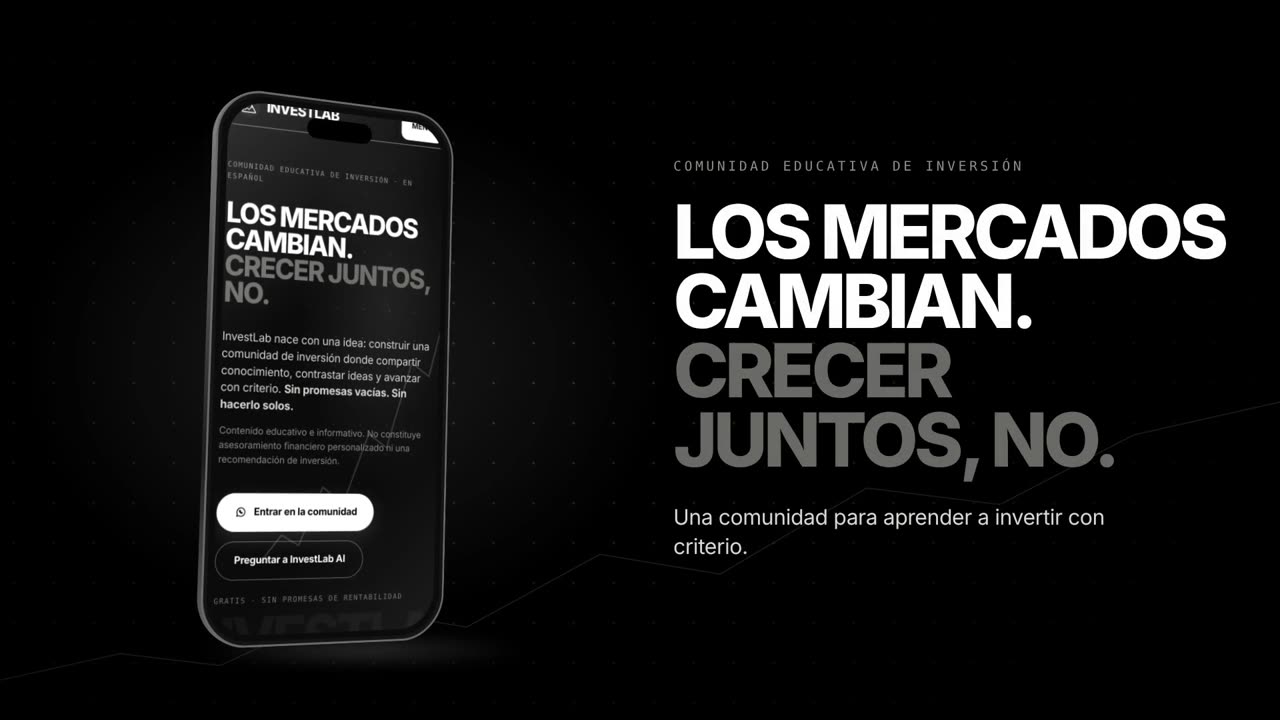 INVESTLAB
COMUNIDAD EDUCATIVA DE INVERSIÓN · EN
ESPAÑOL
LOS MERCADOS
CAMBIAN.
CRECER JUNTOS,
NO.
InvestLab nace con una idea: construir una
comunidad de inversión donde compartir
conocimiento, contrastar ideas y avanzar
con criterio. Sin promesas vacías. Sin
hacerlo solos.
Contenido educativo e informativo. No constituye
asesoramiento financiero personalizado ni una
recomendación de inversión.
Entrar en la comunidad
Preguntar a InvestLab AI
GRATIS · SIN PROMESAS DE RENTABILIDAD
COMUNIDAD EDUCATIVA DE INVERSIÓN
LOS MERCADOS
CAMBIAN.
CRECER
JUNTOS, NO.
Una comunidad para aprender a invertir con
criterio.